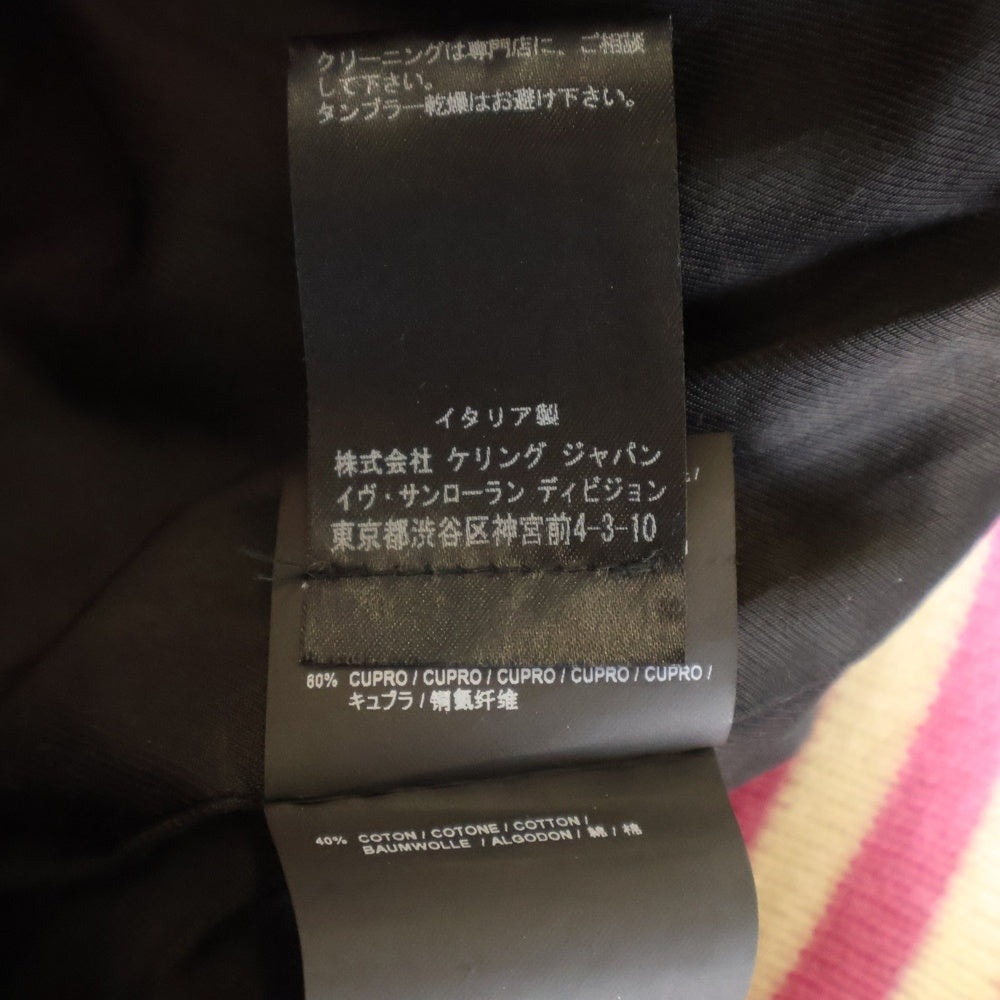 クリーニングは専門店に、ご相談
して下さい。
タンブラー乾燥はお避け下さい。
イタリア製
株式会社 ケリング ジャパン
イヴ・サンローラン ディビジョン
東京都渋谷区神宮前4-3-10
60% CUPRO / CUPRO / CUPRO / CUPRO / CUPRO /
キュプラ / 铜氨纤维
40% COTON / COTONE / COTTON /
BAUMWOLLE / ALGODON / 綿 / 棉